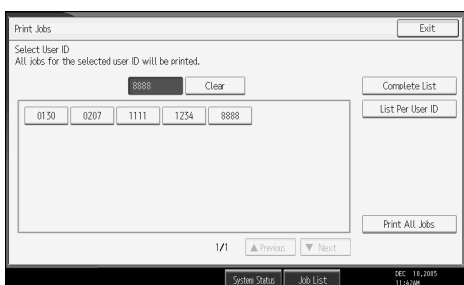 Print Jobs
Exit
Select User ID
All jobs for the selected user ID will be printed.
8888
Clear
Complete List
0130 0207 1111 1234 8888
List Per User ID
Print All Jobs
1/1 ▲ Previous ▼ Next
System Status Job List
DEC 10,2005
11:42AM